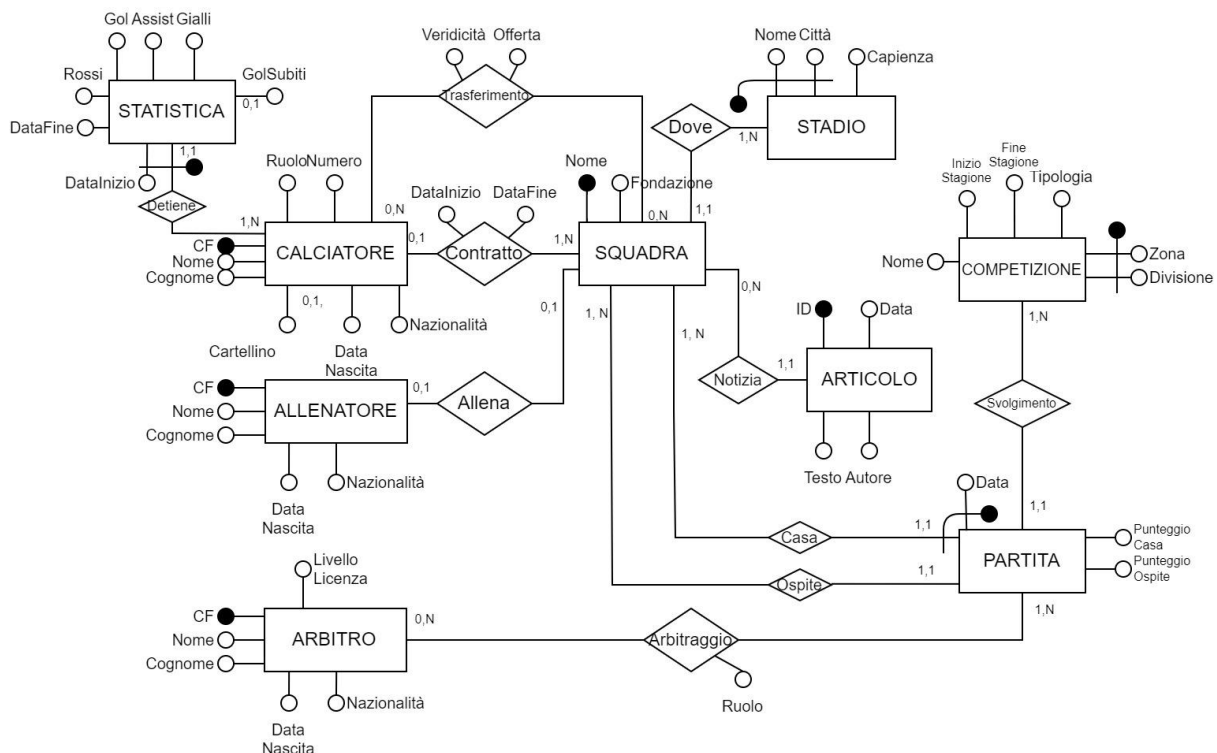 Gol Assist Gialli
Rossi
GolSubiti
STATISTICA
0,1
DataFine
1,1
DataInizio
Detiene
1,N
Veridicità Offerta
Trasferimento
0,N
0,N
Nome Città
Capienza
STADIO
Dove
1,N
1,1
Ruolo Numero
CF
Nome
Cognome
CALCIATORE
0,1,
Cartellino
Data
Nascita
Nazionalità
0,1
DataInizio DataFine
Contratto
1,N
Nome
Fondazione
SQUADRA
0,1
1, N
1, N
0,N
Inizio
Stagione
Fine
Stagione
Tipologia
Nome
COMPETIZIONE
Zona
Divisione
1,N
ID
Data
Notizia
1,1
ARTICOLO
Testo Autore
Svolgimento
1,1
CF
Nome
Cognome
ALLENATORE
0,1
Allena
Data
Nascita
Nazionalità
Casa
1,1
Ospite
1,1
Data
PARTITA
Punteggio
Casa
Punteggio
Ospite
1,N
Livello
Licenza
CF
Nome
Cognome
ARBITRO
0,N
Arbitraggio
Ruolo
Data
Nascita
Nazionalità